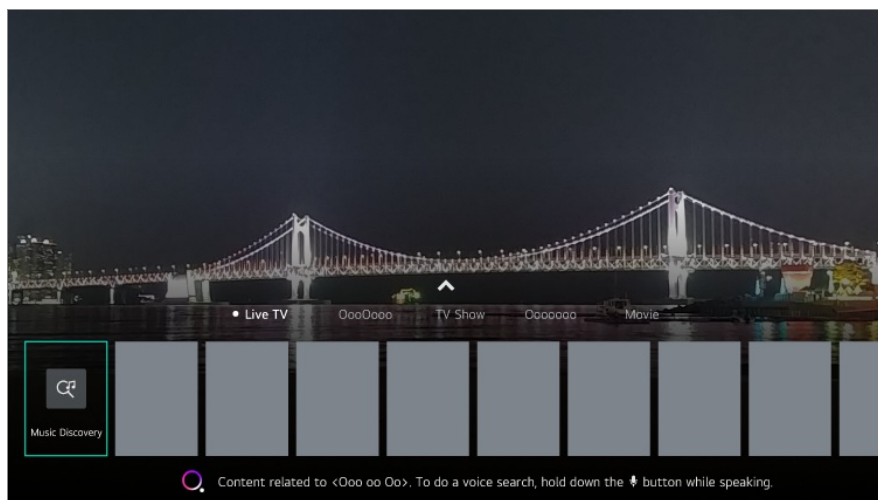 Live TV OooOooo TV Show Ooooooo Movie
Music Discovery
Content related to <Ooo oo Oo>. To do a voice search, hold down the button while speaking.